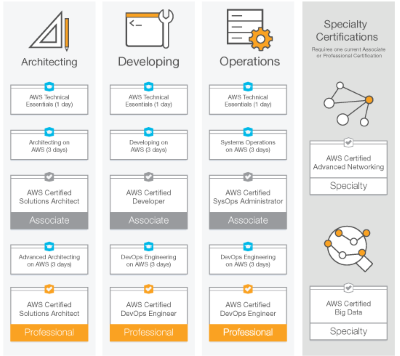 Architecting
AWS Technical
Essentials (1 day)
Architecting on
AWS (3 days)
AWS Certified
Solutions Architect
Associate
Advanced Architecting
on AWS (3 days)
AWS Certified
Solutions Architect
Professional
Developing
AWS Technical
Essentials (1 day)
Developing on
AWS (3 days)
AWS Certified
Developer
Associate
DevOps Engineering
on AWS (3 days)
AWS Certified
DevOps Engineer
Professional
Operations
AWS Technical
Essentials (1 day)
Systems Operations
on AWS (3 days)
AWS Certified
SysOps Administrator
Associate
DevOps Engineering
on AWS (3 days)
AWS Certified
DevOps Engineer
Professional
Specialty
Certifications
Requires one current Associate
or Professional Certification
AWS Certified
Advanced Networking
Specialty
AWS Certified
Big Data
Specialty